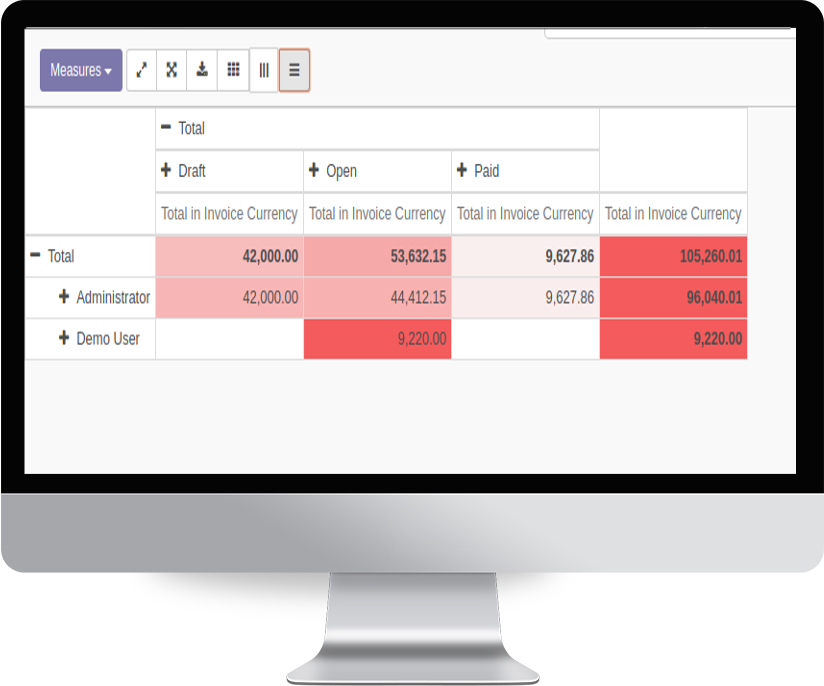 Measures
Total
Draft Open Paid
Total in Invoice Currency Total in Invoice Currency Total in Invoice Currency Total in Invoice Currency
Total 42,000.00 53,632.15 9,627.86 105,260.01
Administrator 42,000.00 44,412.15 9,627.86 96,040.01
Demo User 9,220.00 9,220.00